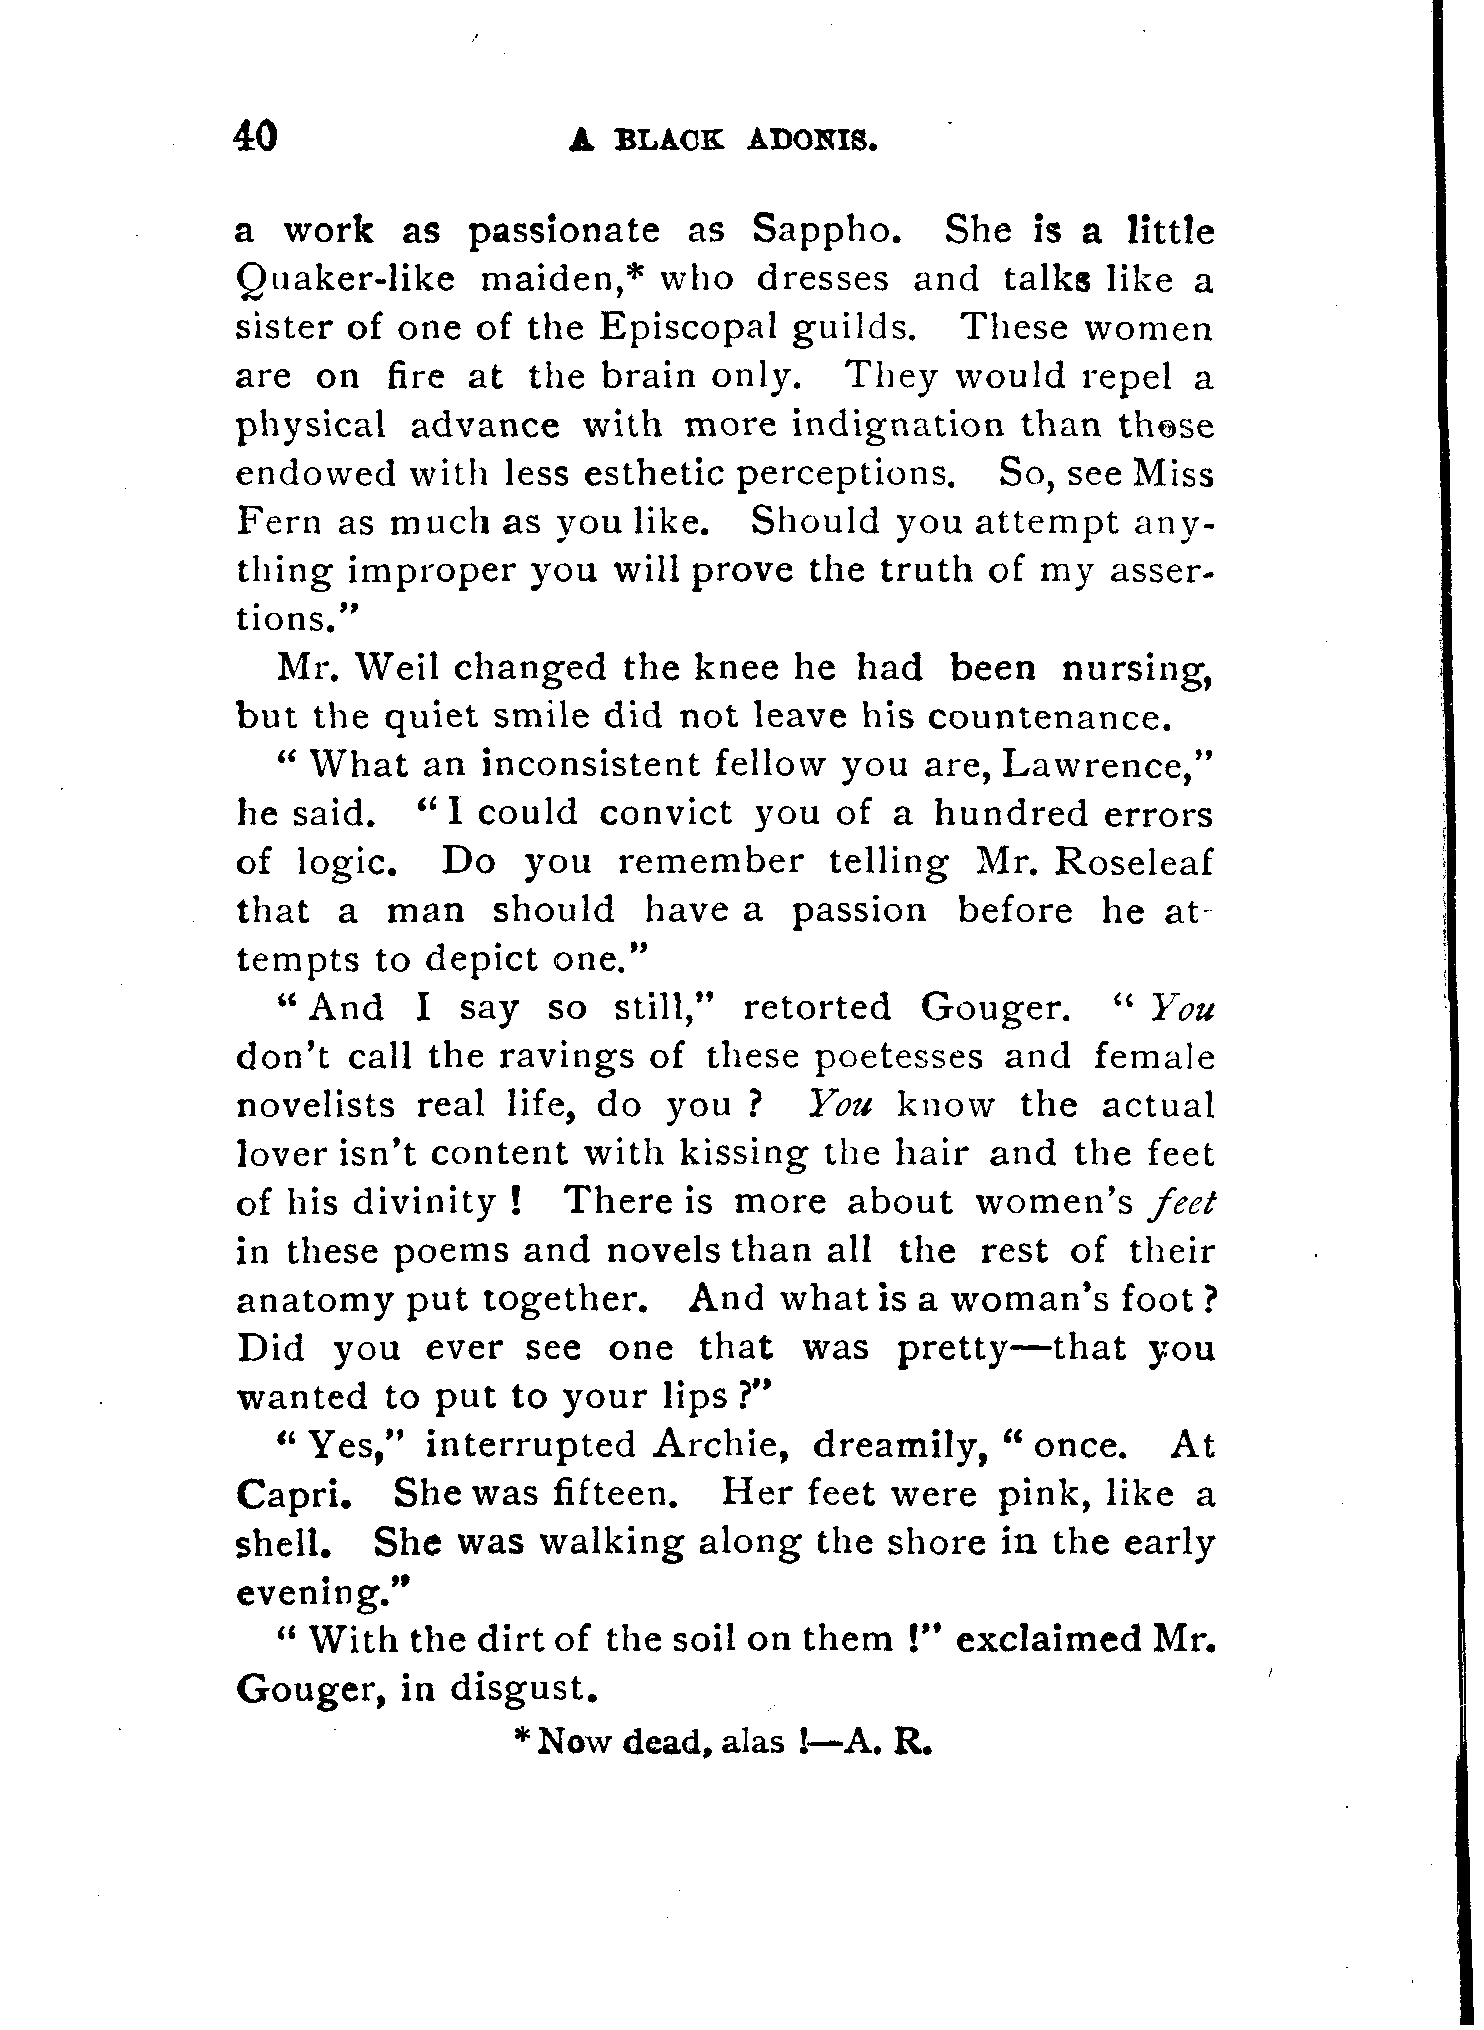 40 A BLACK ADONIS.
a work as passionate as Sappho. She is a little
Quaker-like maiden,* who dresses and talks like a
sister of one of the Episcopal guilds. These women
are on fire at the brain only. They would repel a
physical advance with more indignation than those
endowed with less esthetic perceptions. So, see Miss
Fern as much as you like. Should you attempt any-
thing improper you will prove the truth of my asser-
tions."
Mr. Weil changed the knee he had been nursing,
but the quiet smile did not leave his countenance.
" What an inconsistent fellow you are, Lawrence,"
he said. " I could convict you of a hundred errors
of logic. Do you remember telling Mr. Roseleaf
that a man should have a passion before he at-
tempts to depict one."
" And I say so still," retorted Gouger. " You
don't call the ravings of these poetesses and female
novelists real life, do you ? You know the actual
lover isn't content with kissing the hair and the feet
of his divinity ! There is more about women's feet
in these poems and novels than all the rest of their
anatomy put together. And what is a woman's foot ?
Did you ever see one that was pretty—that you
wanted to put to your lips ?"
" Yes," interrupted Archie, dreamily, " once. At
Capri. She was fifteen. Her feet were pink, like a
shell. She was walking along the shore in the early
evening."
" With the dirt of the soil on them !" exclaimed Mr.
Gouger, in disgust.
* Now dead, alas !—A. R.